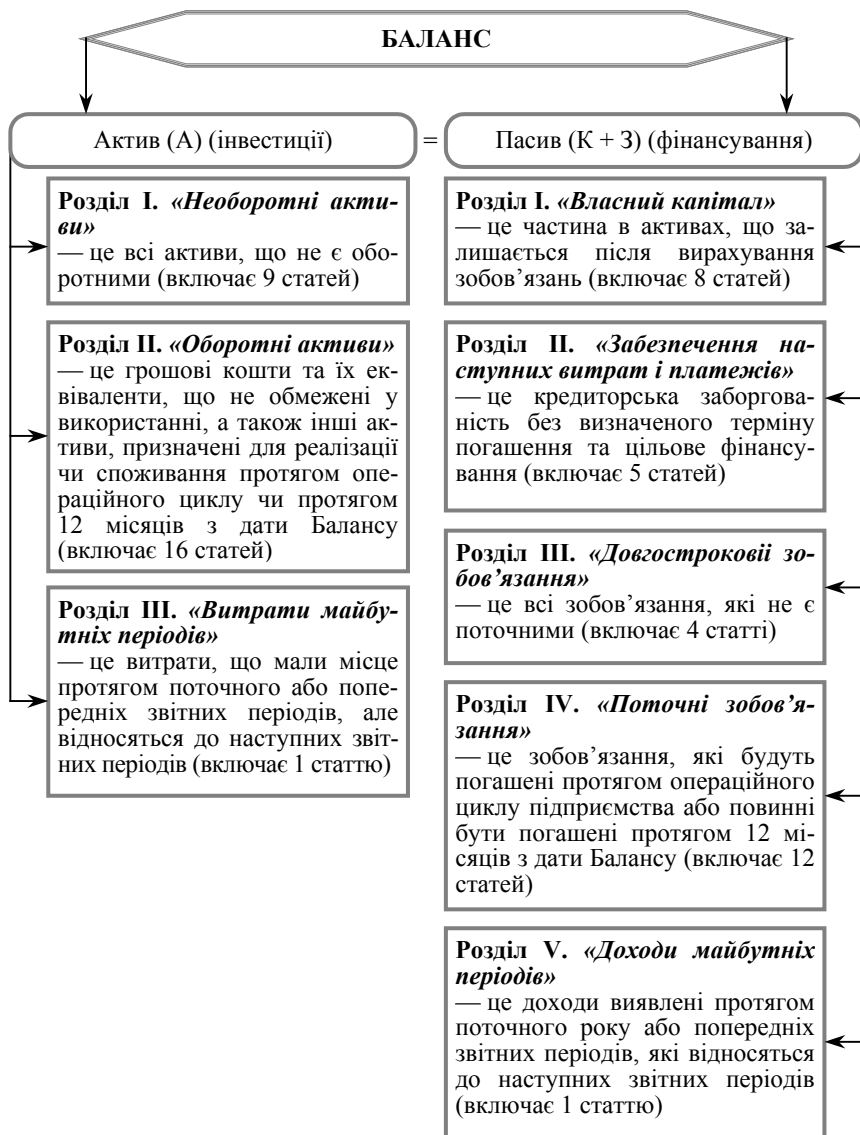 БАЛАНС
Актив (А) (інвестиції)
=
Пасив (К + З) (фінансування)
Розділ I. «Необоротні акти-
ви»
— це всі активи, що не є обо-
ротними (включає 9 статей)
Розділ II. «Оборотні активи»
— це грошові кошти та їх ек-
віваленти, що не обмежені у
використанні, а також інші ак-
тиви, призначені для реалізації
чи споживання протягом опе-
раційного циклу чи протягом
12 місяців з дати Балансу
(включає 16 статей)
Розділ III. «Витрати майбу-
тніх періодів»
— це витрати, що мали місце
протягом поточного або попе-
редніх звітних періодів, але
відносяться до наступних звіт-
них періодів (включає 1 статтю)
Розділ I. «Власний капітал»
— це частина в активах, що за-
лишається після вирахування
зобов’язань (включає 8 статей)
Розділ II. «Забезпечення на-
ступних витрат і платежів»
— це кредиторська заборгова-
ність без визначеного терміну
погашення та цільове фінансу-
вання (включає 5 статей)
Розділ III. «Довгостроковіі зо-
бов’язання»
— це всі зобов’язання, які не є
поточними (включає 4 статті)
Розділ IV. «Поточні зобов’я-
зання»
— це зобов’язання, які будуть
погашені протягом операційного
циклу підприємства або повинні
бути погашені протягом 12 мі-
сяців з дати Балансу (включає 12
статей)
Розділ V. «Доходи майбутніх
періодів»
— це доходи виявлені протягом
поточного року або попередніх
звітних періодів, які відносяться
до наступних звітних періодів
(включає 1 статтю)